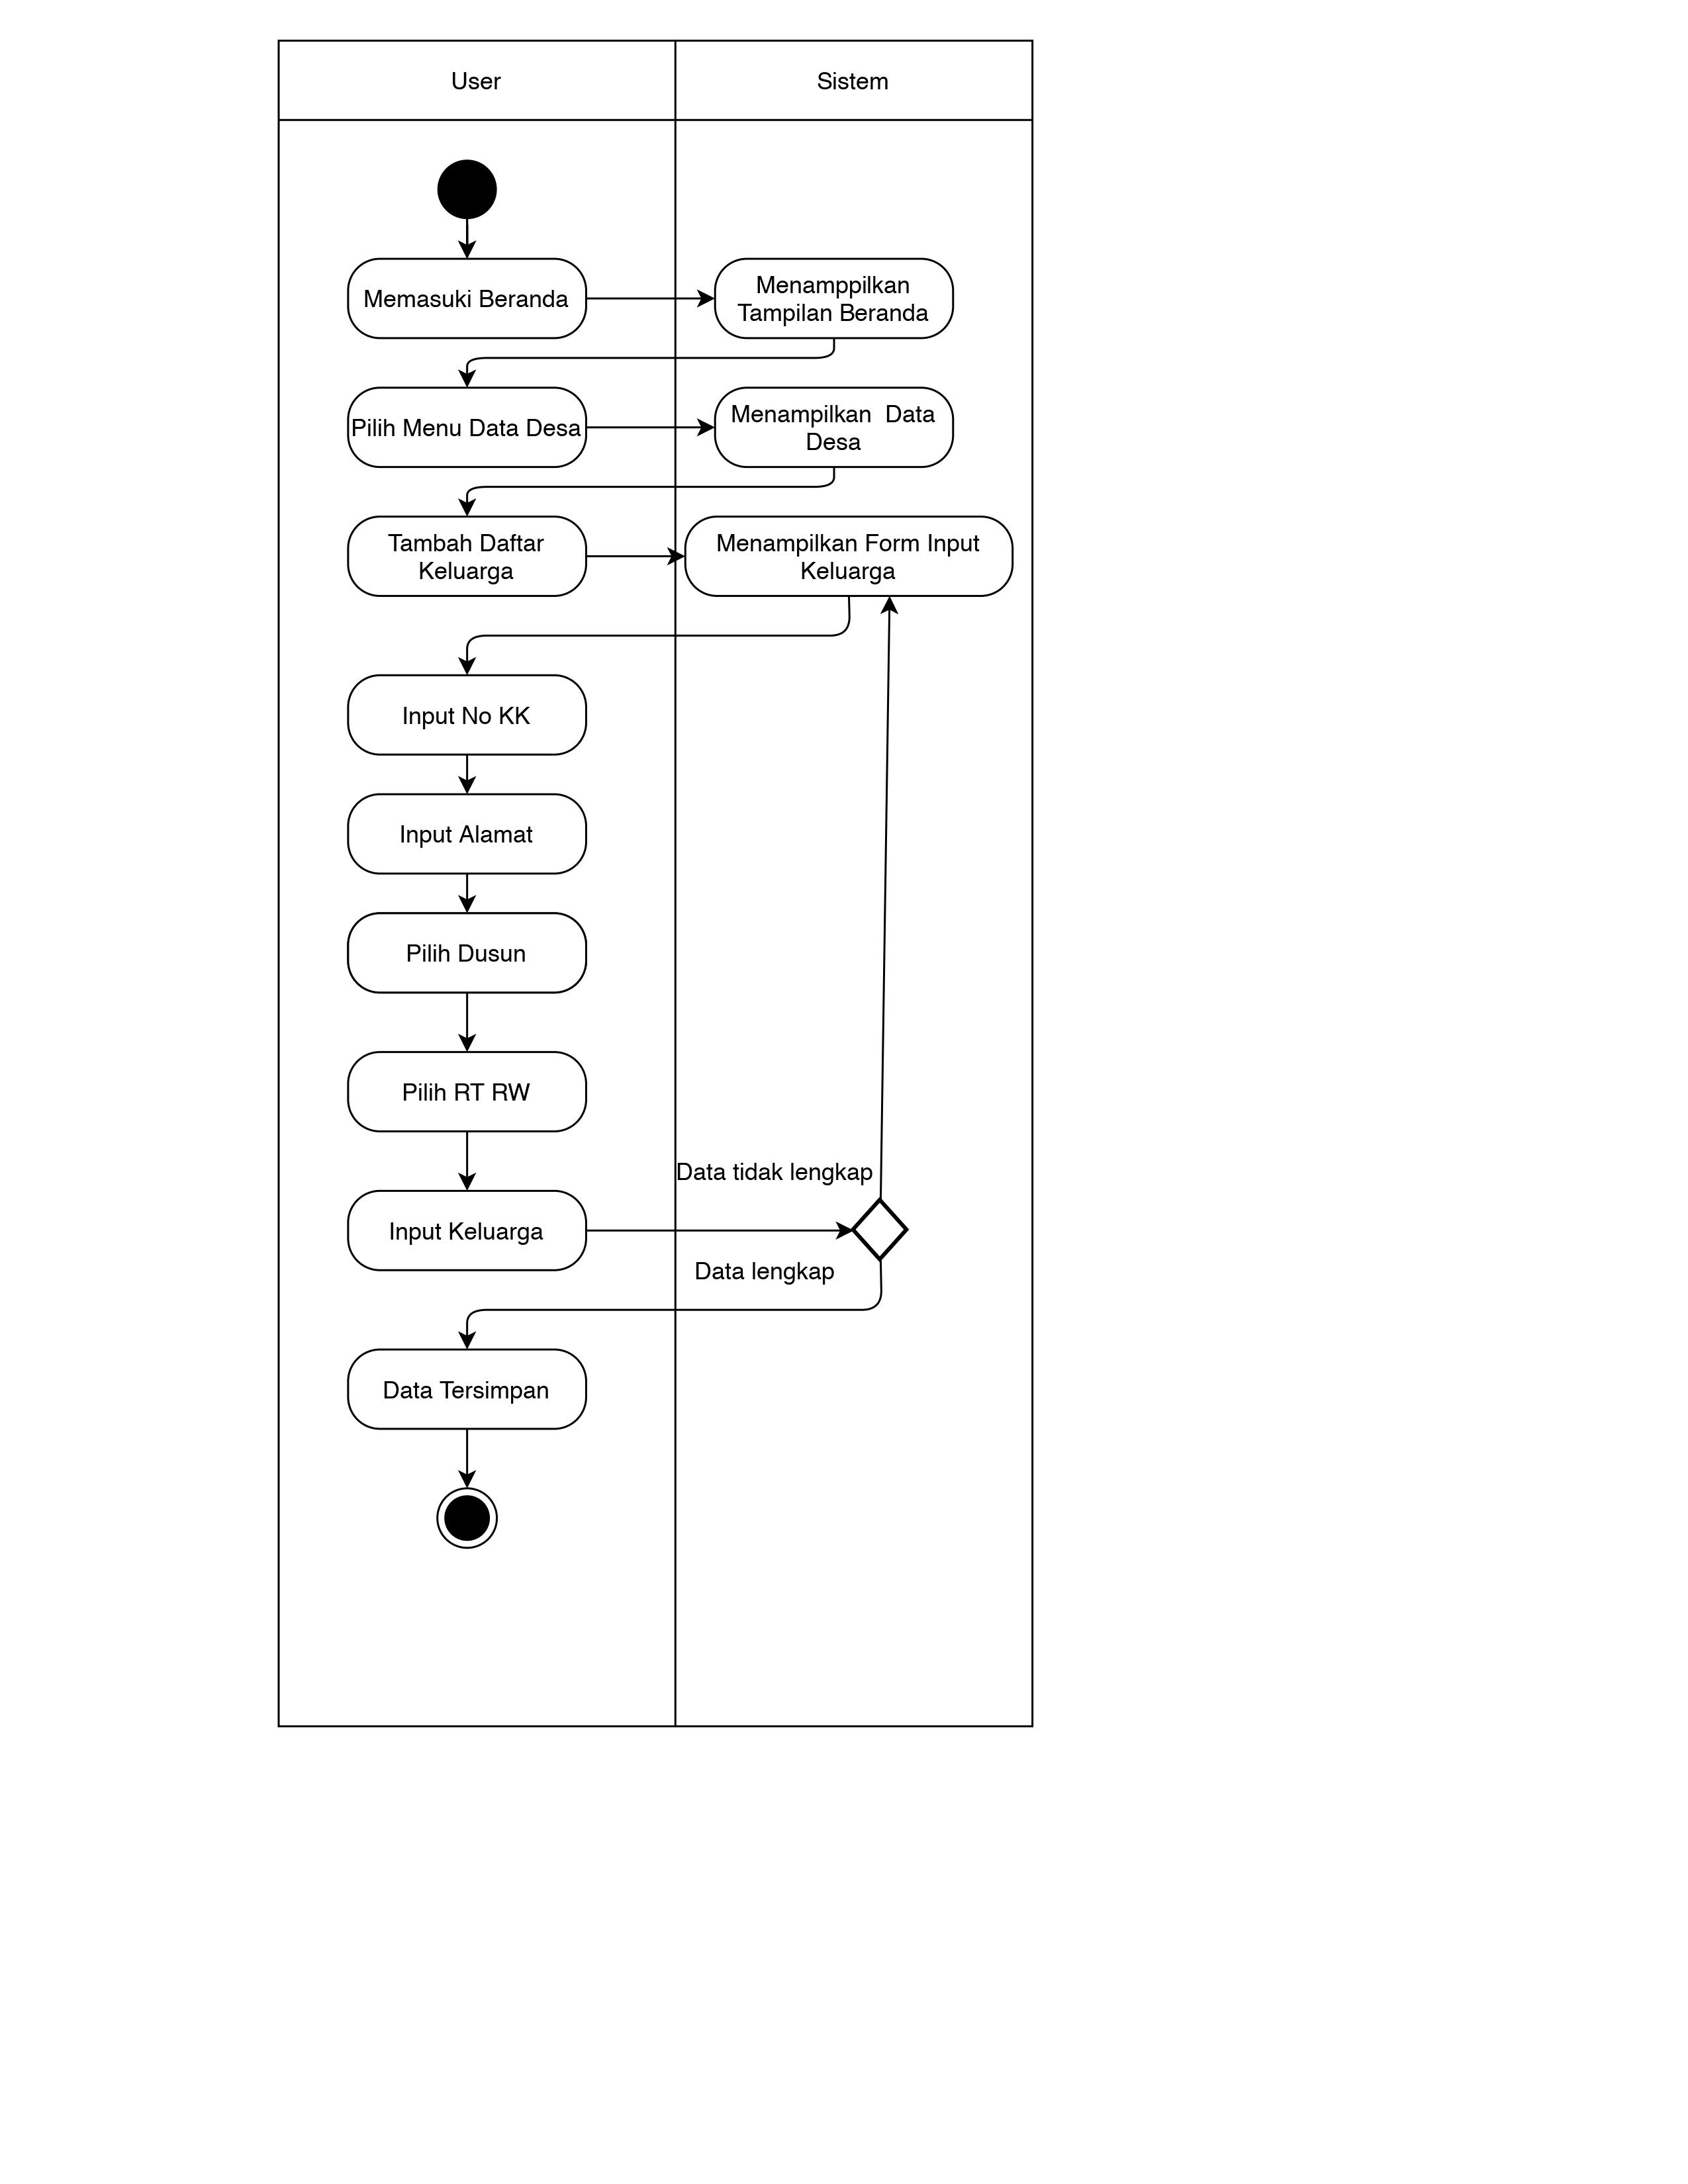 User
Sistem
Memasuki Beranda
Menamppilkan
Tampilan Beranda
Pilih Menu Data Desa
Menampilkan  Data
Desa
Tambah Daftar
Keluarga
Menampilkan Form Input
Keluarga
Input No KK
Input Alamat
Pilih Dusun
Pilih RT RW
Data tidak lengkap
Input Keluarga
Data lengkap
Data Tersimpan